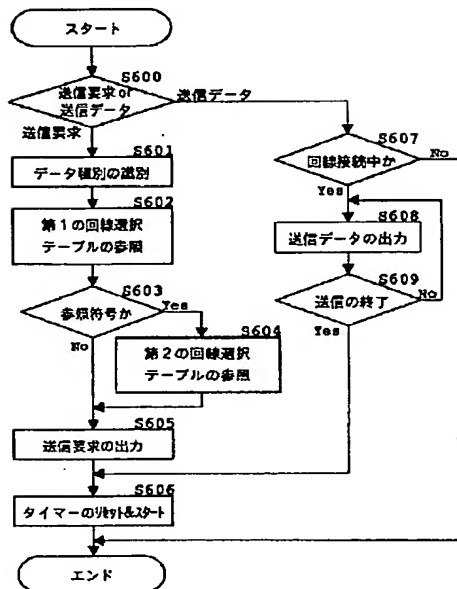 スタート
S600
送信要求or
送信データ
送信データ
送信要求
S601
データ種別の識別
S602
第1の回線選択
テーブルの参照
S603
参照符号か
Yes
No
S604
第2の回線選択
テーブルの参照
S605
送信要求の出力
S606
タイマーのリセット&スタート
エンド
S607
回線接続中か
No
Yes
S608
送信データの出力
S609
送信の終了
No
Yes